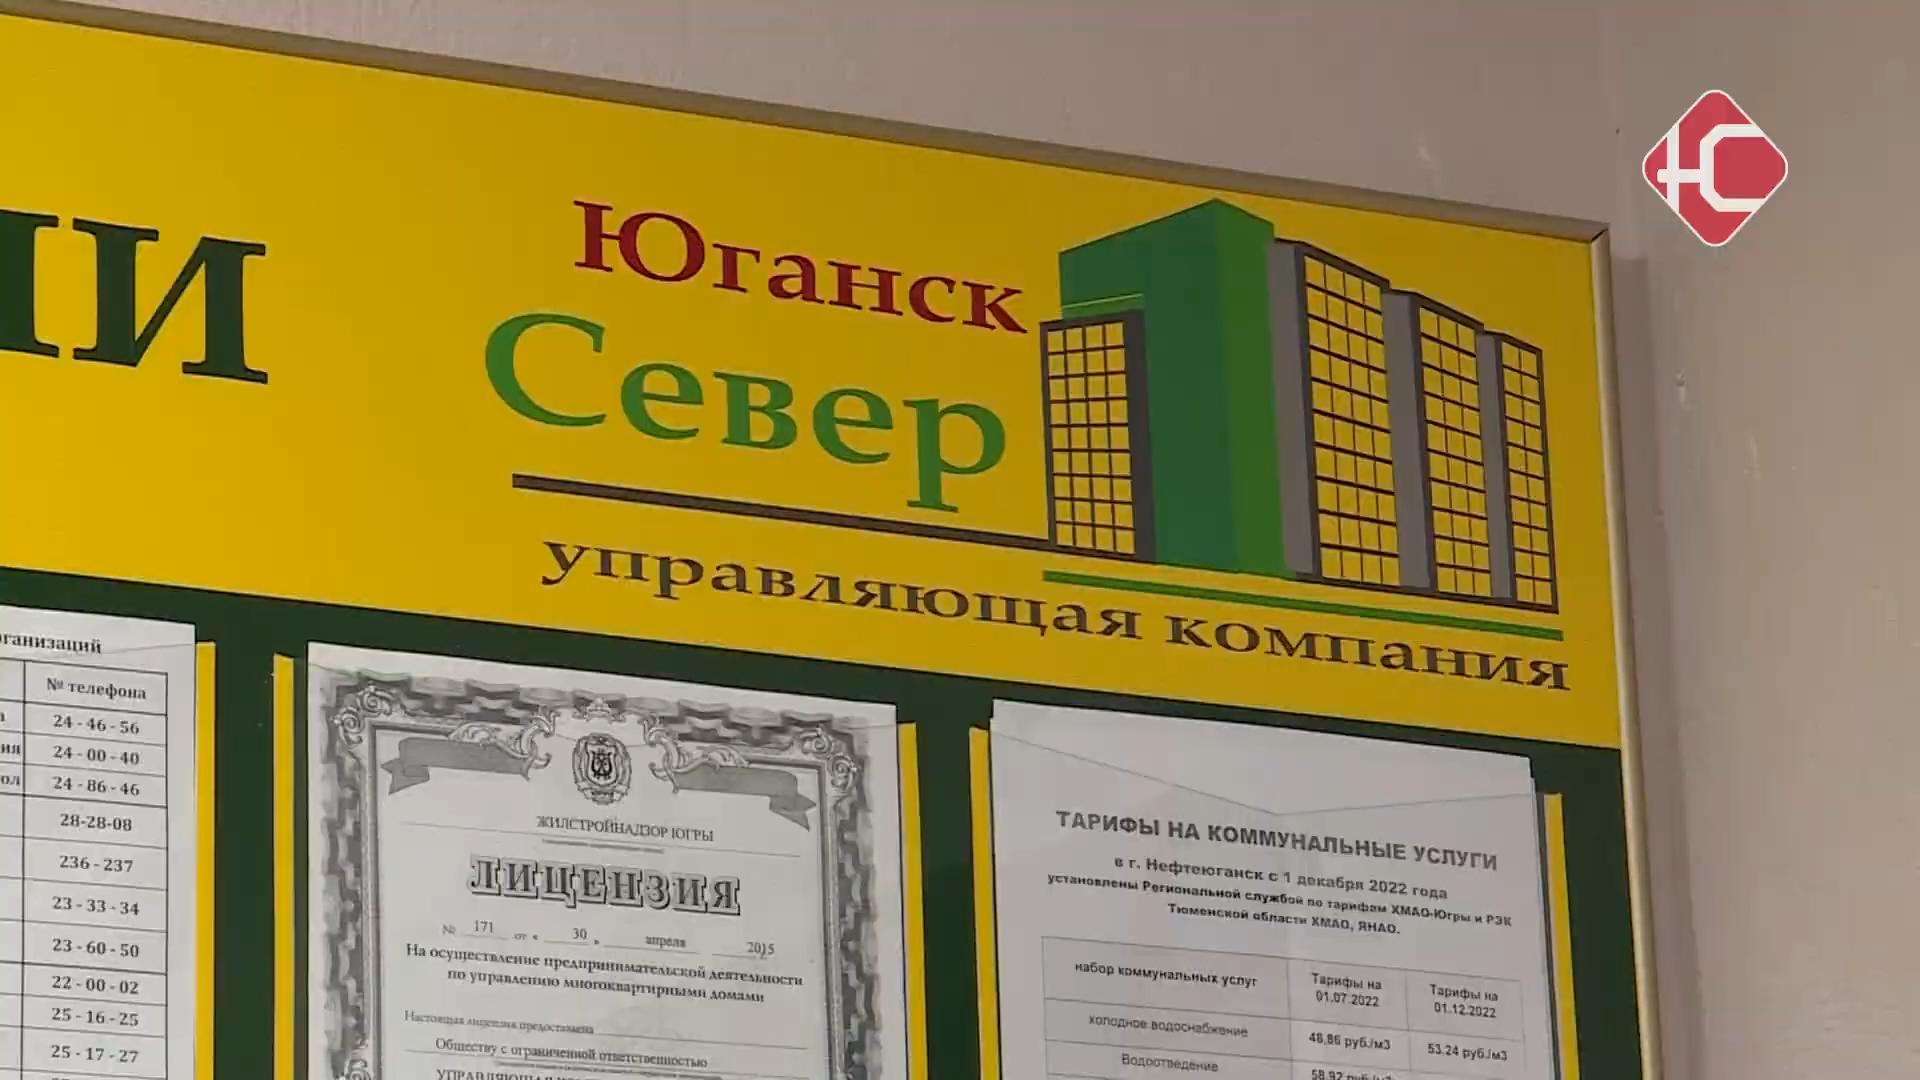 ИИ
Юганск
Север
управляющая компания
№ телефона
24 - 46 - 56
24 - 00 - 40
24 - 86 - 46
28-28-08
236 - 237
23 - 33 - 34
23 - 60 - 50
22 - 00 - 02
25 - 16 - 25
25 - 17 - 27
ЖИЛСТРОЙНАДЗОР ЮГРЫ
ЛИЦЕНЗИЯ
№ 171 от « 30 » апреля 2015
На осуществление предпринимательской деятельности
по управлению многоквартирными домами
Настоящая лицензия предоставлена
Обществу с ограниченной ответственностью
ТАРИФЫ НА КОММУНАЛЬНЫЕ УСЛУГИ
в г. Нефтеюганск с 1 декабря 2022 года
установлены Региональной службой по тарифам ХМАО-Югры и РЭК
Тюменской области ХМАО, ЯНАО.
набор коммунальных услуг
Тарифы на
01.07.2022
Тарифы на
01.12.2022
холодное водоснабжение
48,86 руб./м3
53,24 руб./м3
Водоотведение
58,92
ЮС